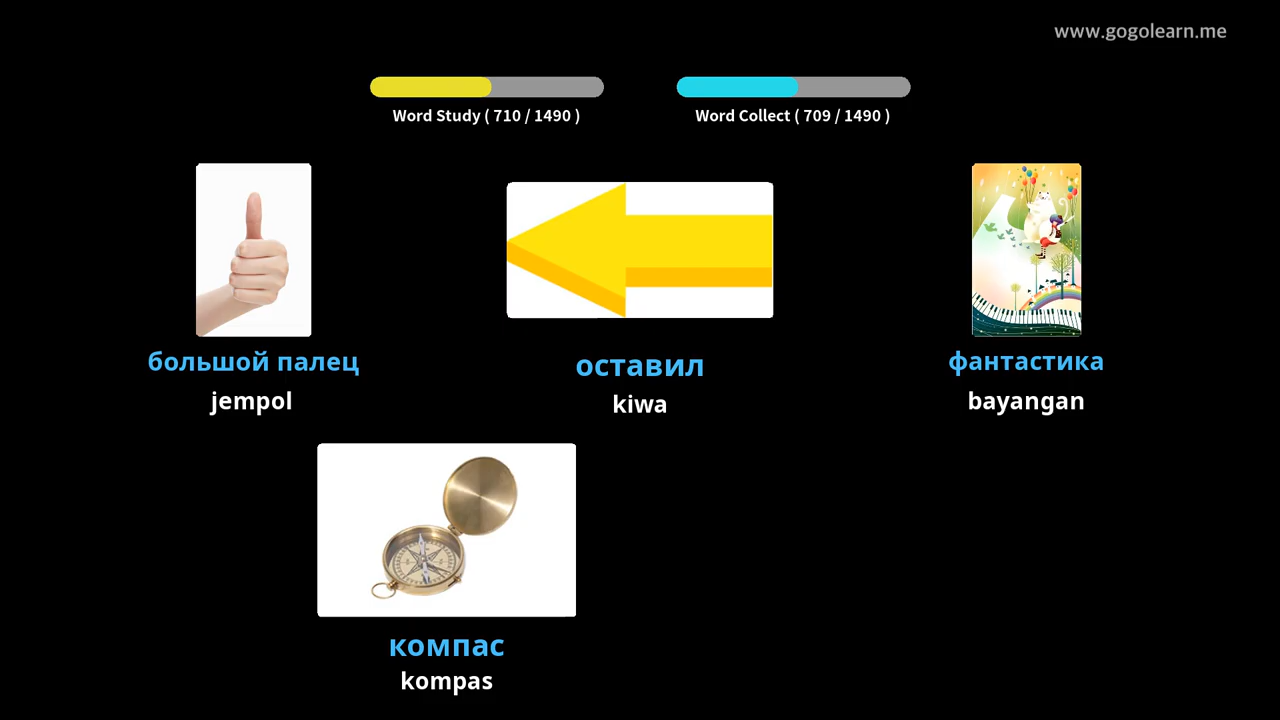 www.gogolearn.me
Word Study ( 710 / 1490 )
Word Collect ( 709 / 1490 )
большой палец
jempol
оставил
kiwa
фантастика
bayangan
компас
kompas